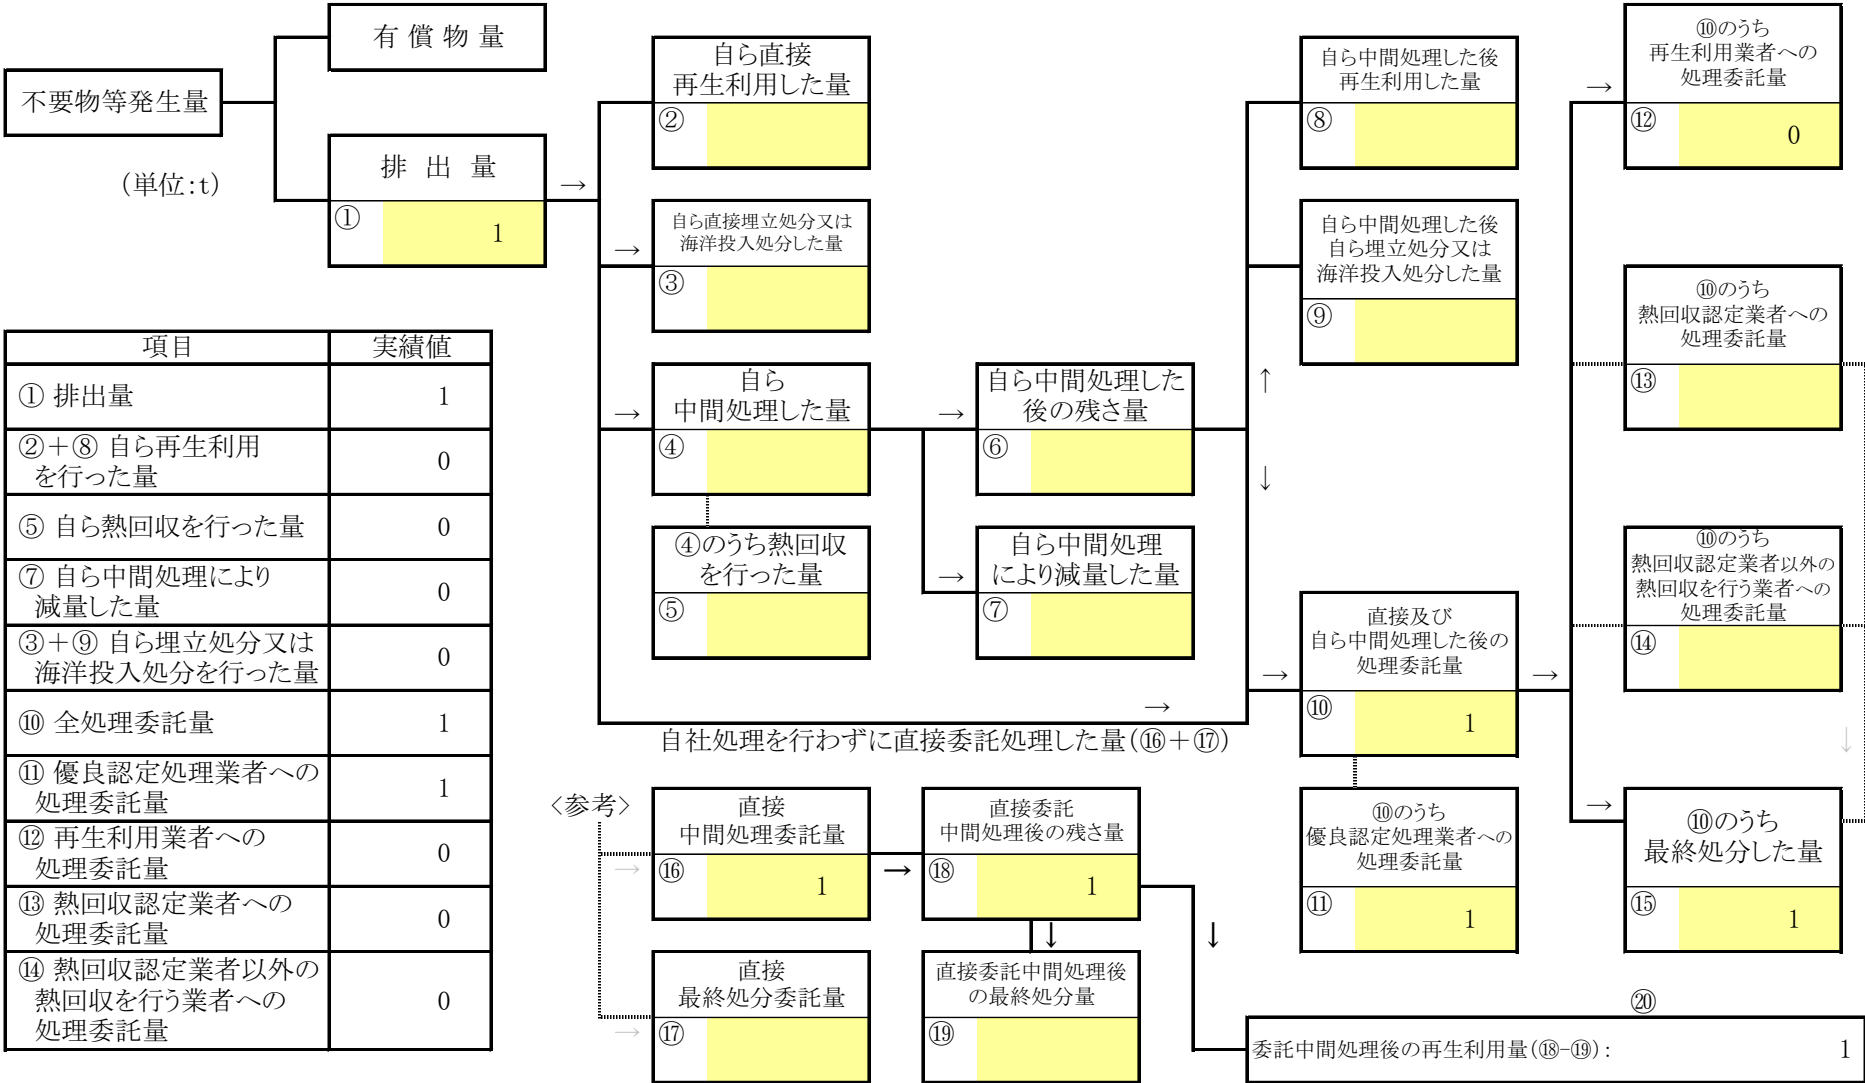 有償物量
不要物等発生量
(単位:t)
排出量
①
1
→
自ら直接
再生利用した量
②
→
自ら直接埋立処分又は
海洋投入処分した量
③
→
自ら
中間処理した量
④
④のうち熱回収
を行った量
⑤
→
自ら中間処理した
後の残さ量
⑥
→
自ら中間処理
により減量した量
⑦
↑
↓
自ら中間処理した後
再生利用した量
⑧
自ら中間処理した後
自ら埋立処分又は
海洋投入処分した量
⑨
→
直接及び
自ら中間処理した後の
処理委託量
⑩
1
→
→
自社処理を行わずに直接委託処理した量(⑯+⑰)
⑩のうち
優良認定処理業者への
処理委託量
⑪
1
→
⑩のうち
再生利用業者への
処理委託量
⑫
0
⑩のうち
熱回収認定業者への
処理委託量
⑬
⑩のうち
熱回収認定業者以外の
熱回収を行う業者への
処理委託量
⑭
↓
→
⑩のうち
最終処分した量
⑮
1
項目 実績値
① 排出量 1
②+⑧ 自ら再生利用
を行った量 0
⑤ 自ら熱回収を行った量 0
⑦ 自ら中間処理により
減量した量 0
③+⑨ 自ら埋立処分又は
海洋投入処分を行った量 0
⑩ 全処理委託量 1
⑪ 優良認定処理業者への
処理委託量 1
⑫ 再生利用業者への
処理委託量 0
⑬ 熱回収認定業者への
処理委託量 0
⑭ 熱回収認定業者以外の
熱回収を行う業者への
処理委託量 0
<参考>
→
直接
中間処理委託量
⑯
1
→
直接委託
中間処理後の残さ量
⑱
1
↓
↓
→
直接
最終処分委託量
⑰
直接委託中間処理後
の最終処分量
⑲
⑳
委託中間処理後の再生利用量(⑱-⑲): 1